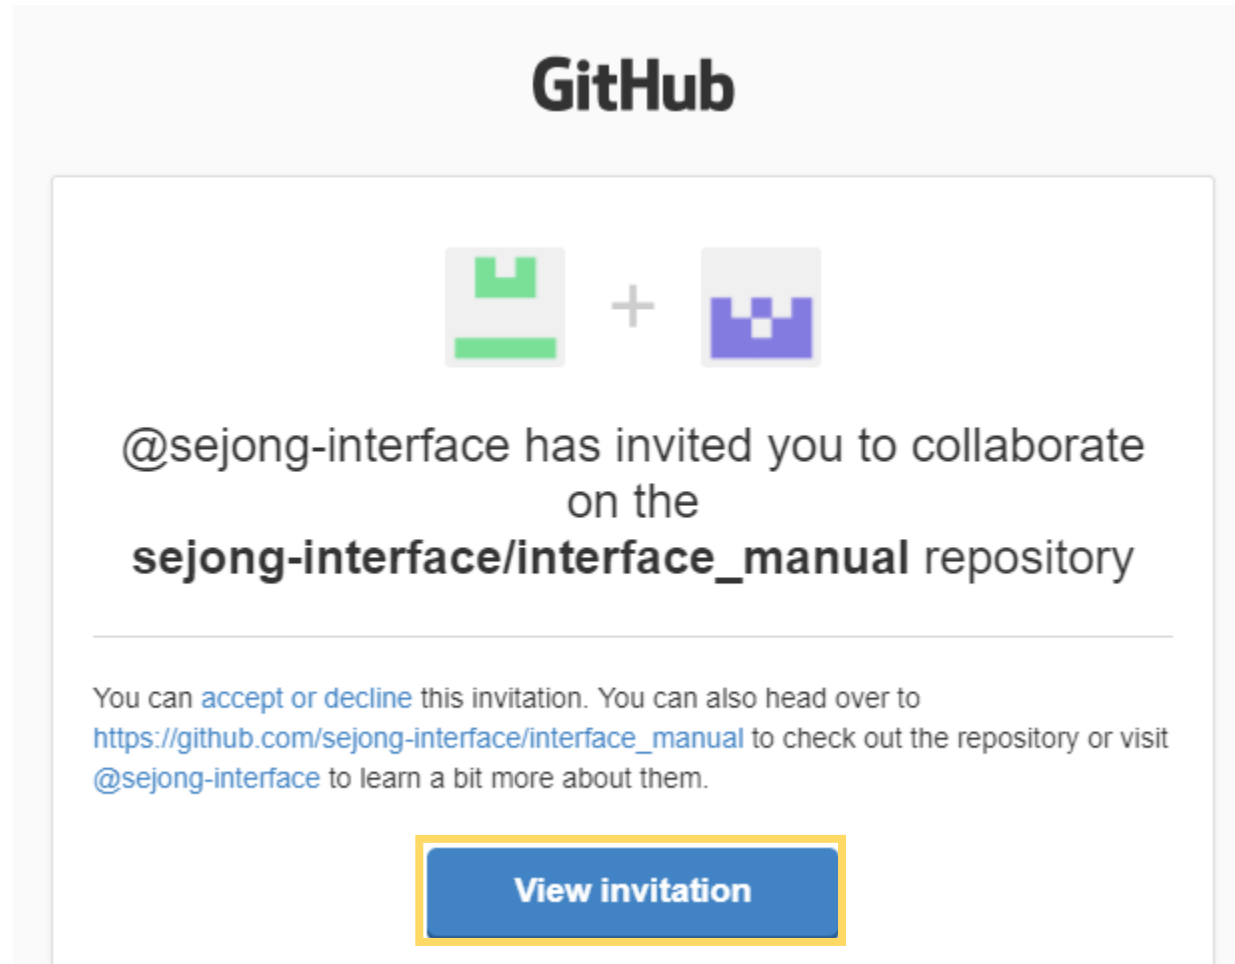 GitHub
@sejong-interface has invited you to collaborate
on the
sejong-interface/interface_manual repository
You can accept or decline this invitation. You can also head over to
https://github.com/sejong-interface/interface_manual to check out the repository or visit
@sejong-interface to learn a bit more about them.
View invitation